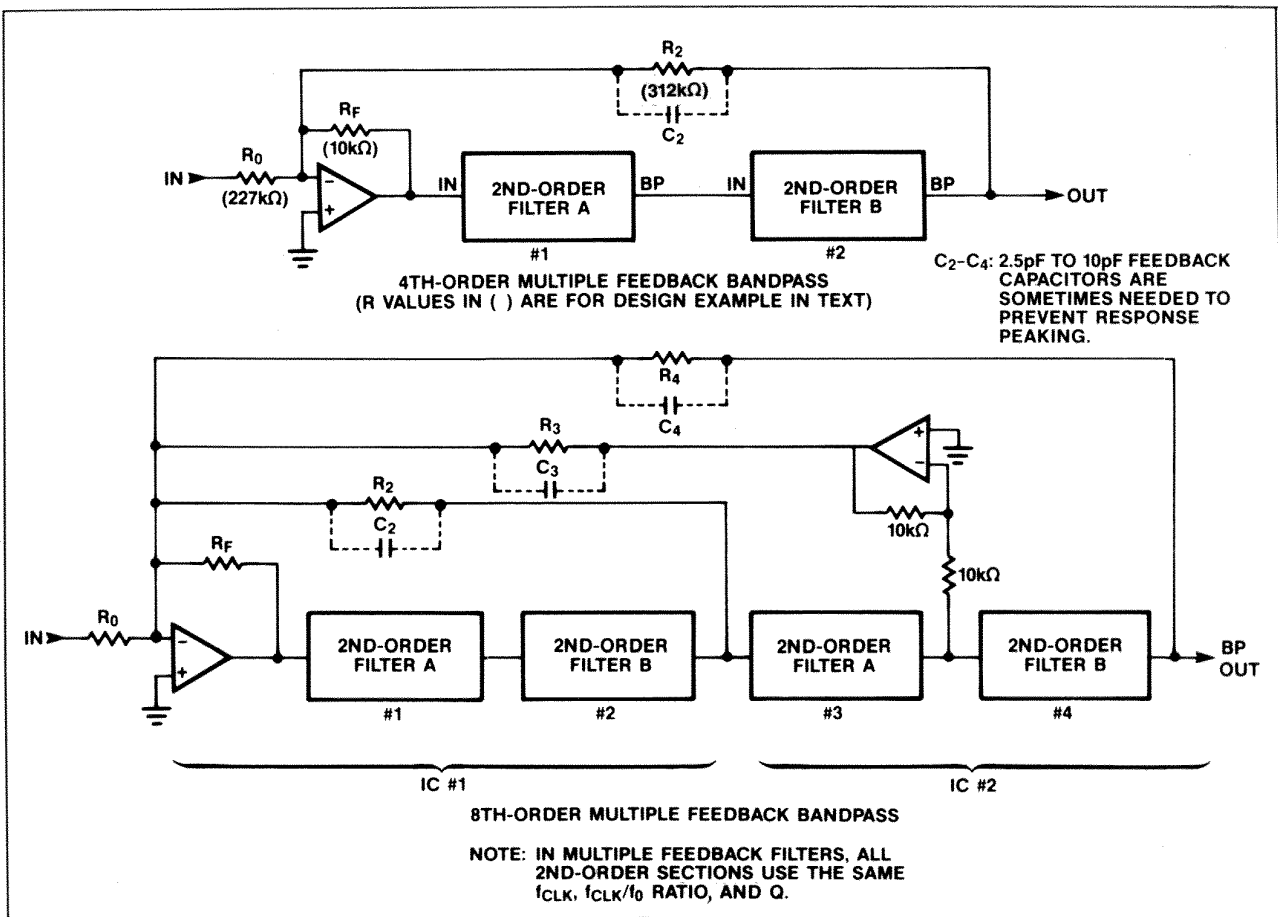 R2
(312kΩ)
C2
RF
(10kΩ)
R0
(227kΩ)
IN
−
+
IN
2ND-ORDER
FILTER A
BP
#1
IN
2ND-ORDER
FILTER B
BP
#2
OUT
4TH-ORDER MULTIPLE FEEDBACK BANDPASS
(R VALUES IN ( ) ARE FOR DESIGN EXAMPLE IN TEXT)
C2–C4: 2.5pF TO 10pF FEEDBACK
CAPACITORS ARE
SOMETIMES NEEDED TO
PREVENT RESPONSE
PEAKING.
R4
C4
R3
C3
+
−
R2
C2
10kΩ
10kΩ
RF
R0
IN
−
+
2ND-ORDER
FILTER A
#1
2ND-ORDER
FILTER B
#2
2ND-ORDER
FILTER A
#3
2ND-ORDER
FILTER B
#4
BP
OUT
IC #1
IC #2
8TH-ORDER MULTIPLE FEEDBACK BANDPASS
NOTE: IN MULTIPLE FEEDBACK FILTERS, ALL
2ND-ORDER SECTIONS USE THE SAME
fCLK, fCLK/f0 RATIO, AND Q.